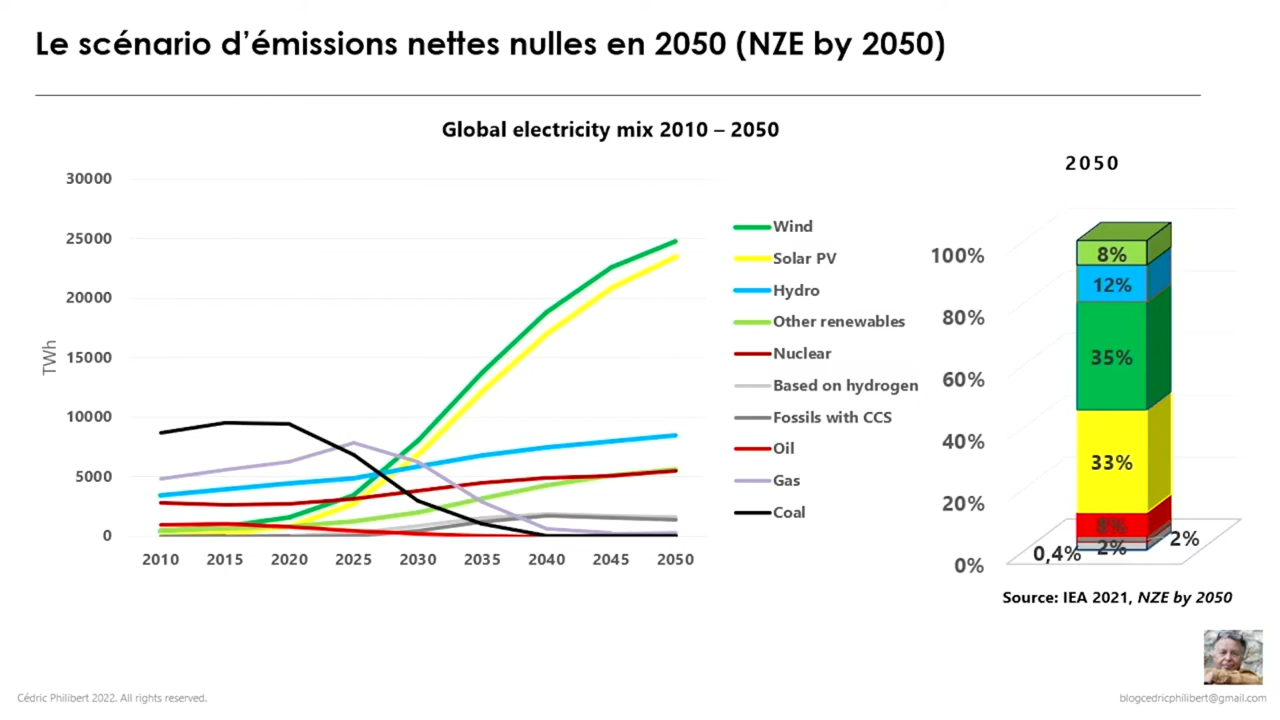 Le scénario d'émissions nettes nulles en 2050 (NZE by 2050)
Global electricity mix 2010 – 2050
TWh
30000
25000
20000
15000
10000
5000
0
2010 2015 2020 2025 2030 2035 2040 2045 2050
Wind
Solar PV
Hydro
Other renewables
Nuclear
Based on hydrogen
Fossils with CCS
Oil
Gas
Coal
2050
100%
80%
60%
40%
20%
0%
8%
12%
35%
33%
8%
2%
2%
0,4%
Source: IEA 2021, NZE by 2050
Cédric Philibert 2022. All rights reserved.
blogcedricphilibert@gmail.com